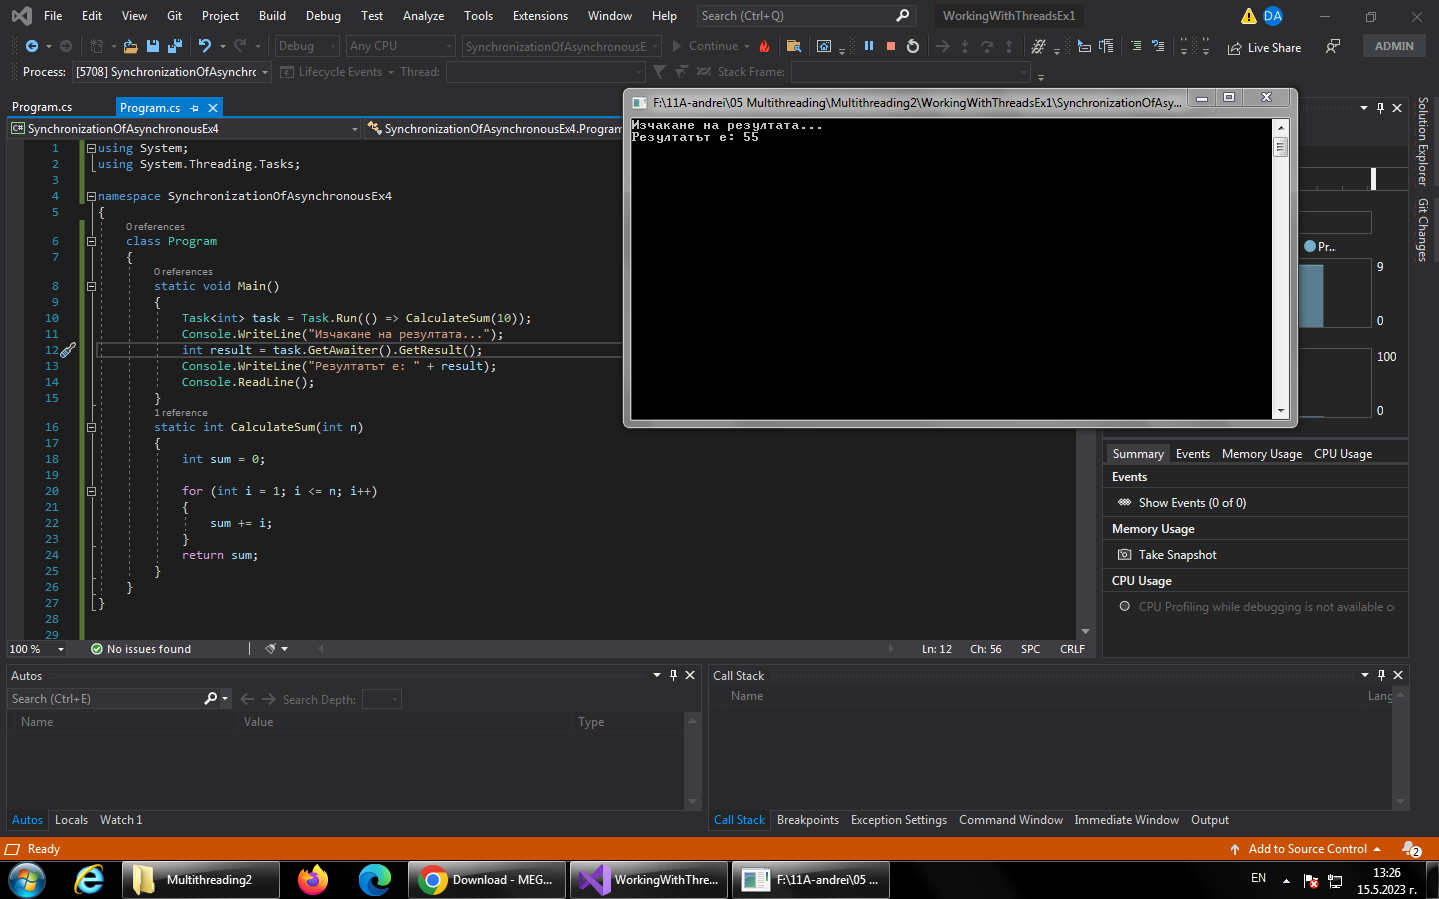 File Edit View Git Project Build Debug Test Analyze Tools Extensions Window Help Search (Ctrl+Q) WorkingWithThreadsEx1 DA
Debug Any CPU SynchronizationOfAsynchronousE Continue Live Share ADMIN
Process: [5708] SynchronizationOfAsynchro Lifecycle Events Thread: Stack Frame:
Program.cs Program.cs
SynchronizationOfAsynchronousEx4 SynchronizationOfAsynchronousEx4.Program
1 using System;
2 using System.Threading.Tasks;
3
4 namespace SynchronizationOfAsynchronousEx4
5 {
0 references
6 class Program
7 {
0 references
8 static void Main()
9 {
10 Task<int> task = Task.Run(() => CalculateSum(10));
11 Console.WriteLine("Изчакане на резултата...");
12 int result = task.GetAwaiter().GetResult();
13 Console.WriteLine("Резултатът е: " + result);
14 Console.ReadLine();
15 }
1 reference
16 static int CalculateSum(int n)
17 {
18 int sum = 0;
19
20 for (int i = 1; i <= n; i++)
21 {
22 sum += i;
23 }
24 return sum;
25 }
26 }
27 }
28
29
100 % No issues found Ln: 12 Ch: 56 SPC CRLF
F:\11A-andrei\05 Multithreading\Multithreading2\WorkingWithThreadsEx1\SynchronizationOfAsy...
Изчакане на резултата...
Резултатът е: 55
Solution Explorer
Git Changes
Pr...
9
0
100
0
Summary Events Memory Usage CPU Usage
Events
Show Events (0 of 0)
Memory Usage
Take Snapshot
CPU Usage
CPU Profiling while debugging is not available o
Autos
Search (Ctrl+E) Search Depth:
Name Value Type
Autos Locals Watch 1
Call Stack
Name Lang
Call Stack Breakpoints Exception Settings Command Window Immediate Window Output
Ready Add to Source Control 2
Multithreading2 Download - MEG... WorkingWithThre... F:\11A-andrei\05 ... EN 13:26
15.5.2023 г.